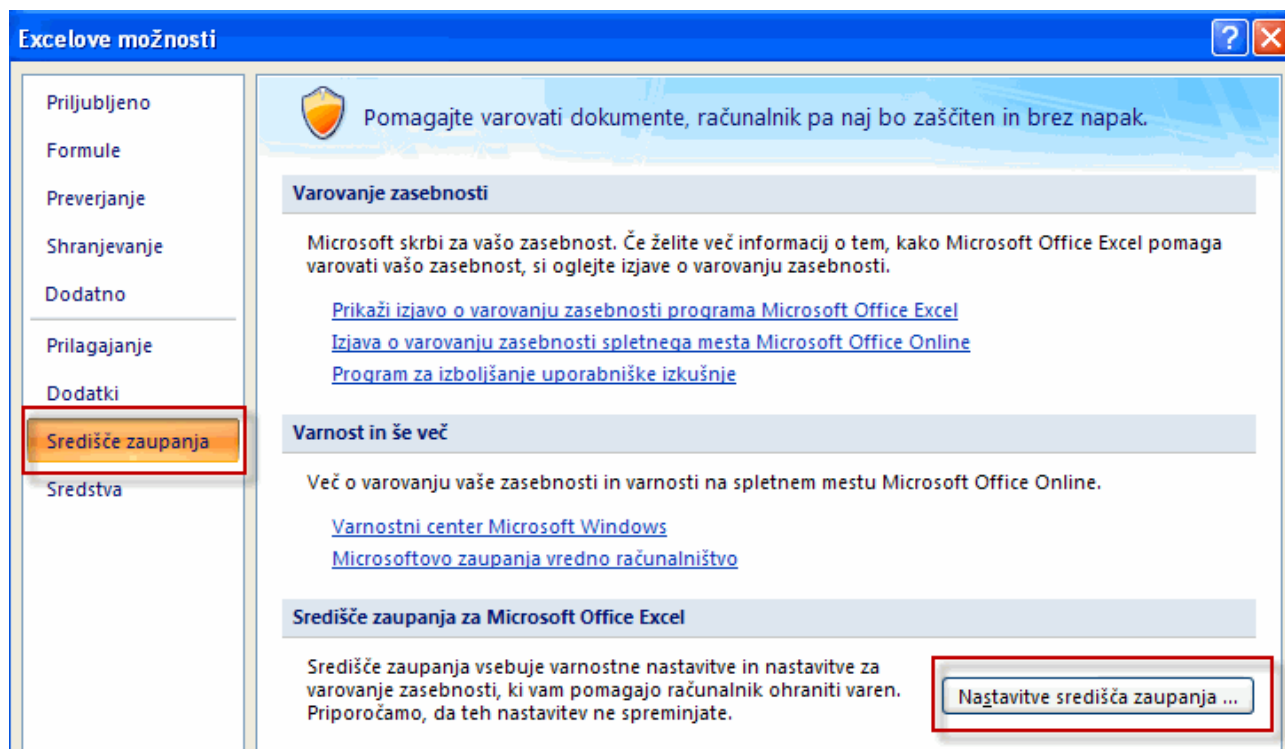 Excelove možnosti
Priljubljeno
Formule
Preverjanje
Shranjevanje
Dodatno
Prilagajanje
Dodatki
Središče zaupanja
Sredstva
Pomagajte varovati dokumente, računalnik pa naj bo zaščiten in brez napak.
Varovanje zasebnosti
Microsoft skrbi za vašo zasebnost. Če želite več informacij o tem, kako Microsoft Office Excel pomaga
varovati vašo zasebnost, si oglejte izjave o varovanju zasebnosti.
Prikaži izjavo o varovanju zasebnosti programa Microsoft Office Excel
Izjava o varovanju zasebnosti spletnega mesta Microsoft Office Online
Program za izboljšanje uporabniške izkušnje
Varnost in še več
Več o varovanju vaše zasebnosti in varnosti na spletnem mestu Microsoft Office Online.
Varnostni center Microsoft Windows
Microsoftovo zaupanja vredno računalništvo
Središče zaupanja za Microsoft Office Excel
Središče zaupanja vsebuje varnostne nastavitve in nastavitve za
varovanje zasebnosti, ki vam pomagajo računalnik ohraniti varen.
Priporočamo, da teh nastavitev ne spreminjate.
Nastavitve središča zaupanja ...